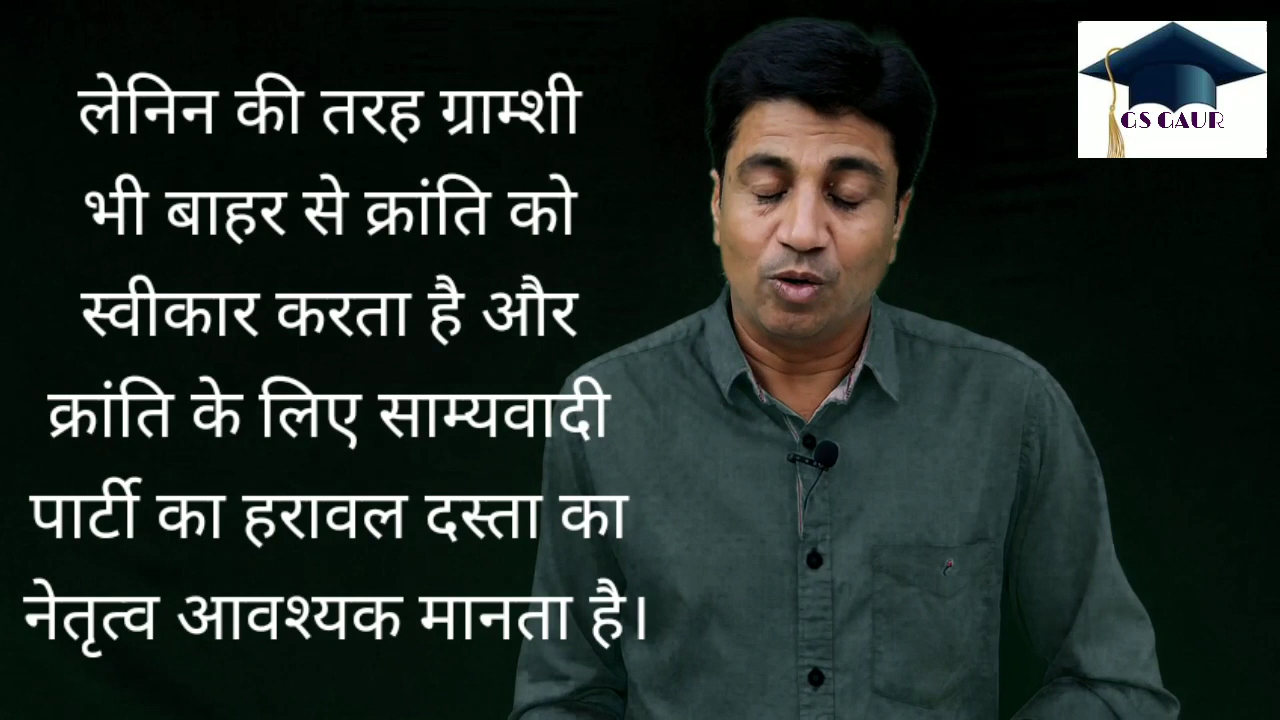 लेनिन की तरह ग्राम्शी
भी बाहर से क्रांति को
स्वीकार करता है और
क्रांति के लिए साम्यवादी
पार्टी का हरावल दस्ता का
नेतृत्व आवश्यक मानता है।
GS GAUR